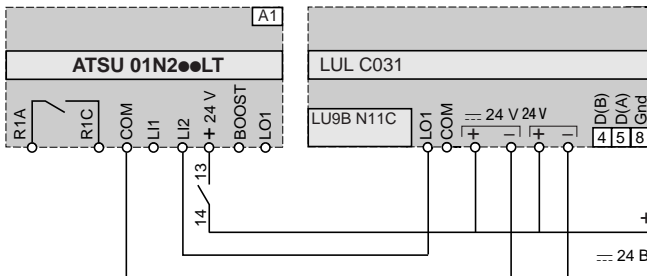 A1
ATSU 01N2●●LT
LUL C031
LU9B N11C
R1A
R1C
COM
LI1
LI2
+ 24 V
BOOST
LO1
LO1
COM
24 V 24 V
+ − + −
D(B)
D(A)
Gnd
4 5 8
13
14
+
24 B